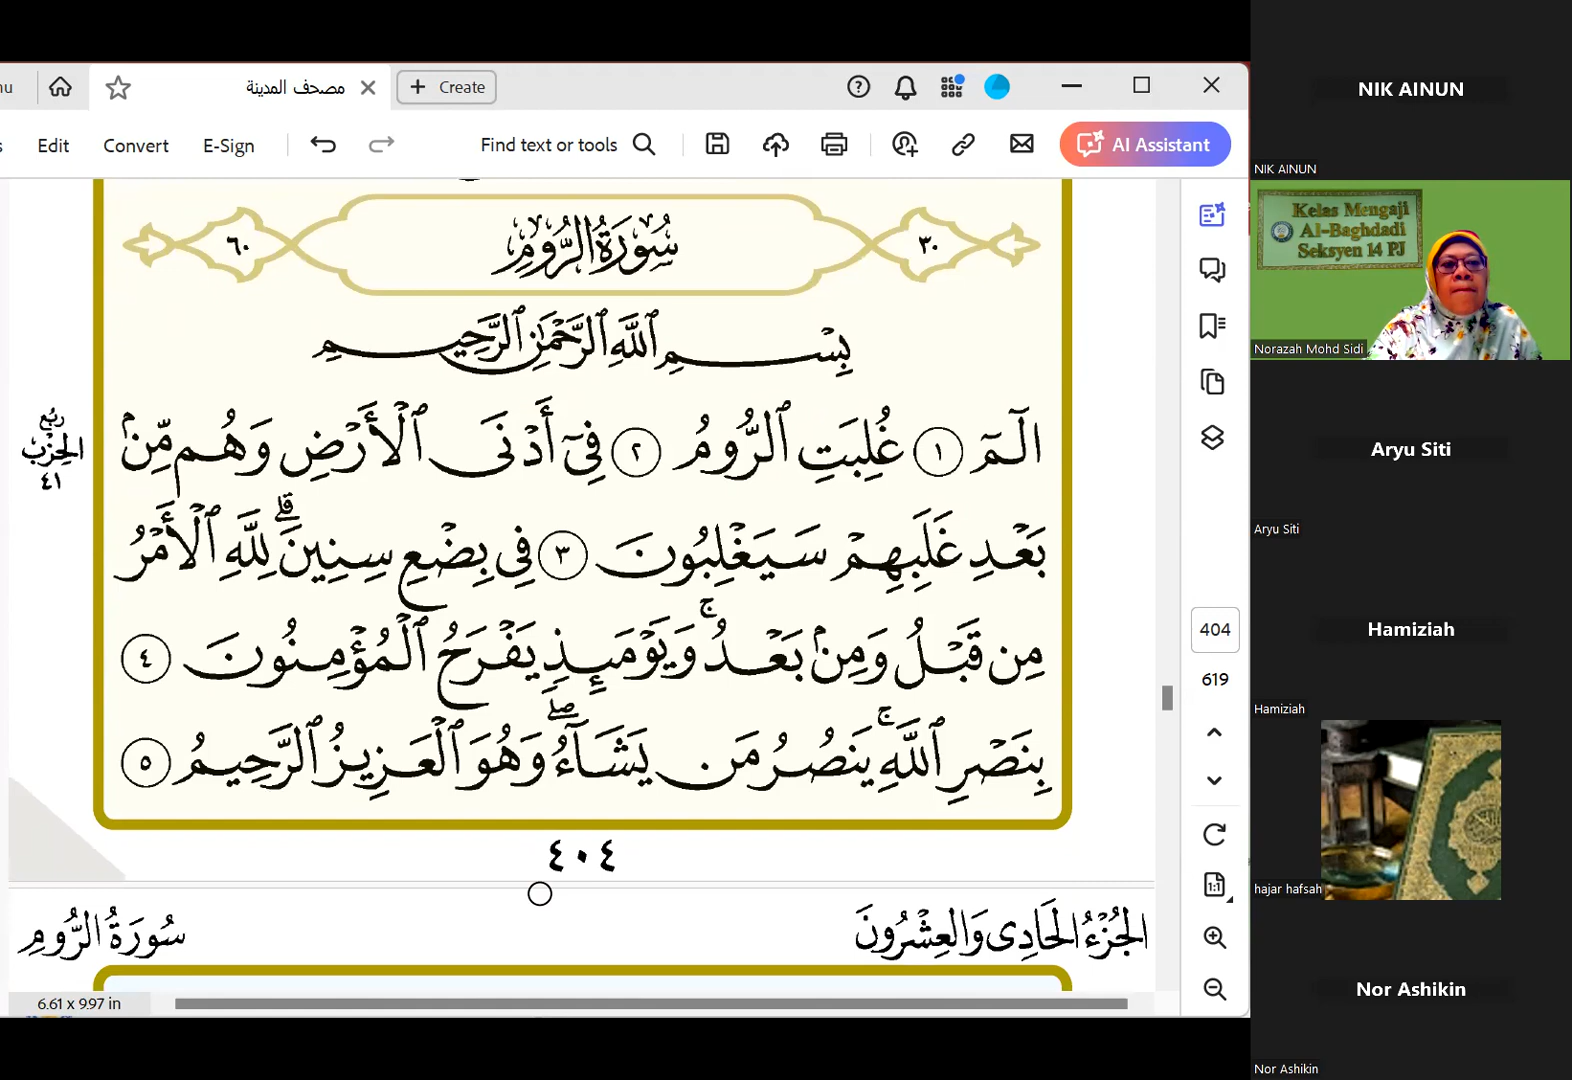 مصحف المدينة
Create
Edit
Convert
E-Sign
Find text or tools
AI Assistant
٦٠
سُورَةُ الرُّومِ
٣٠
بِسْمِ ٱللَّهِ ٱلرَّحْمَٰنِ ٱلرَّحِيمِ
الٓمٓ ١ غُلِبَتِ ٱلرُّومُ ٢ فِىٓ أَدْنَى ٱلْأَرْضِ وَهُم مِّنۢ
رُبع
الحِزْب
٤١
بَعْدِ غَلَبِهِمْ سَيَغْلِبُونَ ٣ فِى بِضْعِ سِنِينَۗ لِلَّهِ ٱلْأَمْرُ
مِن قَبْلُ وَمِنۢ بَعْدُۚ وَيَوْمَئِذٍ يَفْرَحُ ٱلْمُؤْمِنُونَ ٤
بِنَصْرِ ٱللَّهِۚ يَنصُرُ مَن يَشَآءُۖ وَهُوَ ٱلْعَزِيزُ ٱلرَّحِيمُ ٥
٤٠٤
الجُزْءُ الحَادِى وَالعِشْرُونَ
سُورَةُ الرُّومِ
6.61 x 9.97 in
404
619
NIK AINUN
NIK AINUN
Kelas Mengaji
Al-Baghdadi
Seksyen 14 PJ
Norazah Mohd Sidi
Aryu Siti
Aryu Siti
Hamiziah
Hamiziah
hajar hafsah
Nor Ashikin
Nor Ashikin